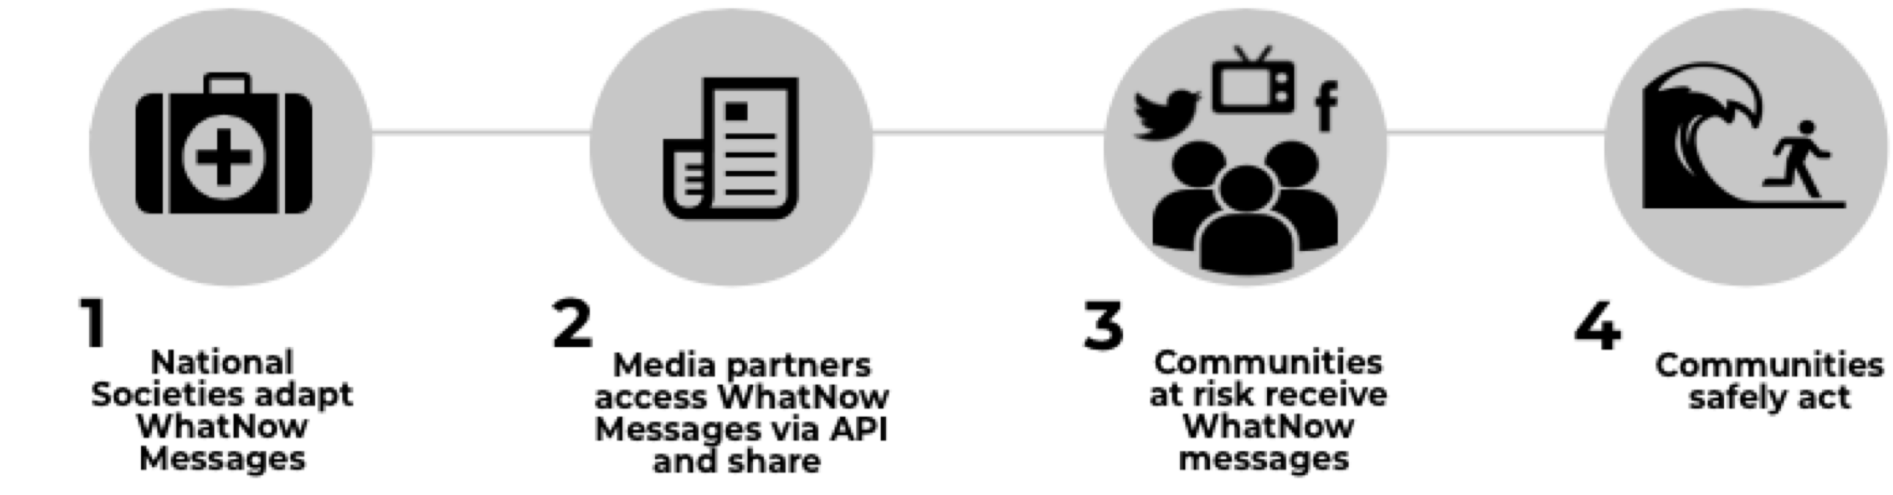 1
National
Societies adapt
WhatNow
Messages
2
Media partners
access WhatNow
Messages via API
and share
3
Communities
at risk receive
WhatNow
messages
4
Communities
safely act